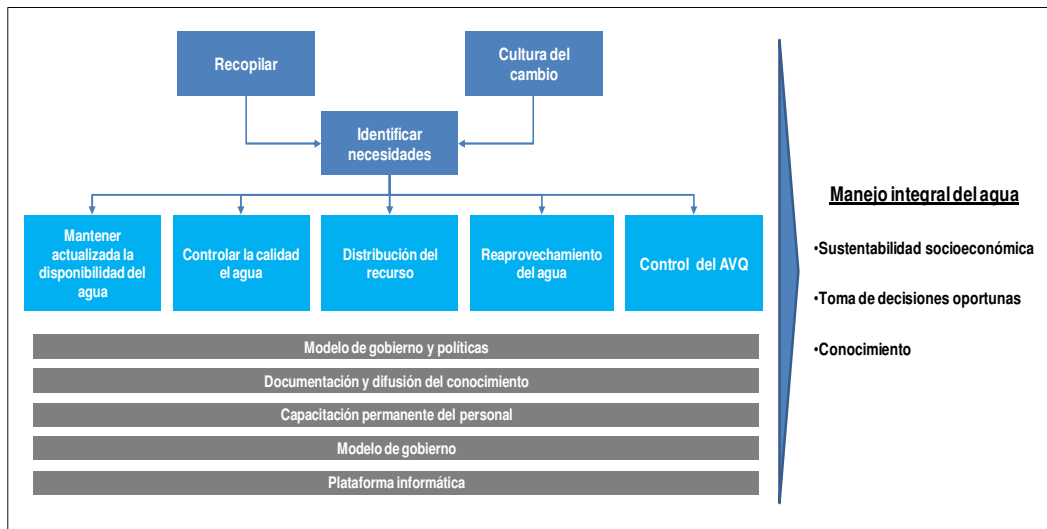 Recopilar
Cultura del
cambio
Identificar
necesidades
Mantener
actualizada la
disponibilidad del
agua
Controlar la calidad
el agua
Distribución del
recurso
Reaprovechamiento
del agua
Control del AVQ
Modelo de gobierno y políticas
Documentación y difusión del conocimiento
Capacitación permanente del personal
Modelo de gobierno
Plataforma informática
Manejo integral del agua
•Sustentabilidad socioeconómica
•Toma de decisiones oportunas
•Conocimiento